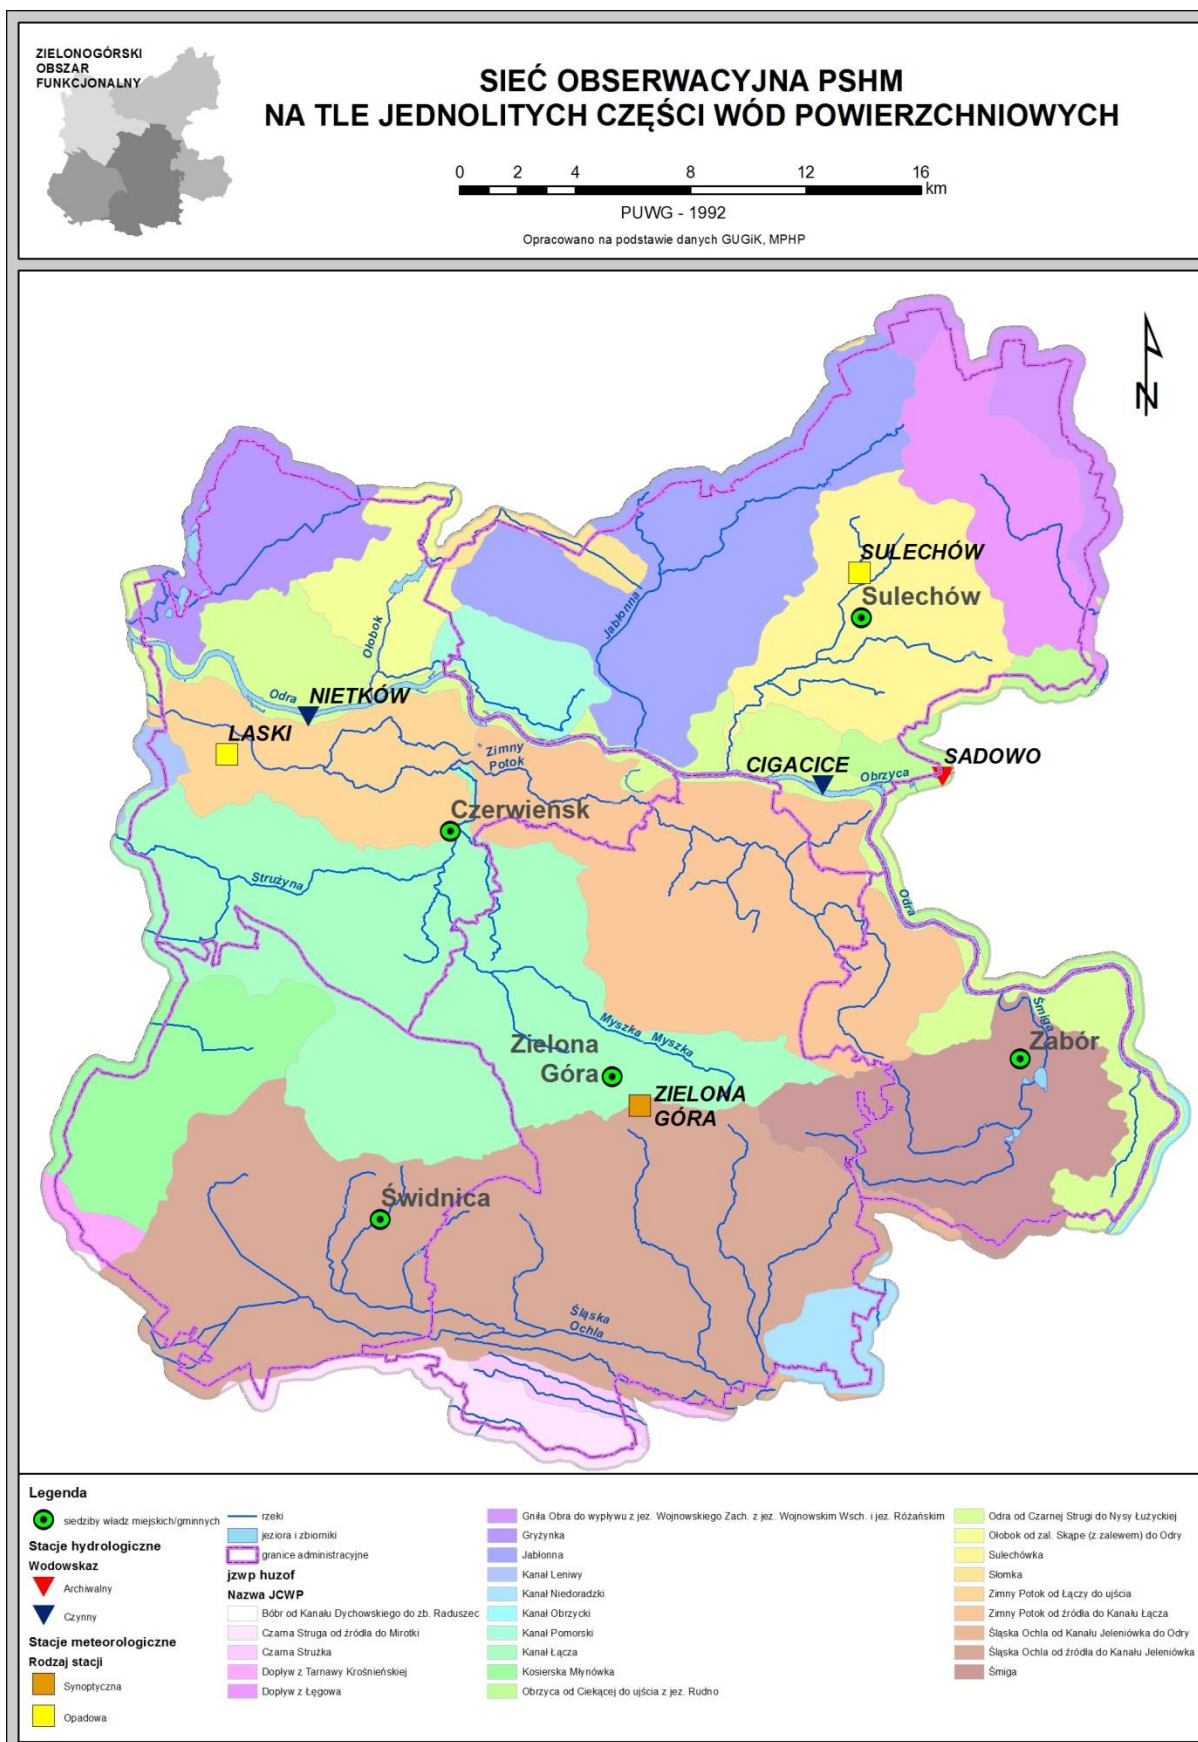 ZIELONOGÓRSKI
OBSZAR
FUNKCJONALNY
SIEĆ OBSERWACYJNA PSHM
NA TLE JEDNOLITYCH CZĘŚCI WÓD POWIERZCHNIOWYCH
0 2 4 8 12 16
km
PUWG - 1992
Opracowano na podstawie danych GUGiK, MPHP
N
SULECHÓW
Sulechów
Jabłonna
Ołobok
Odra
NIETKÓW
LASKI
Zimny
Potok
CIGACICE
Obrzyca
SADOWO
Czerwieńsk
Strużyna
Odra
Myszka Myszka
Śmiga
Zabór
Zielona
Góra
ZIELONA
GÓRA
Świdnica
Śląska
Ochla
Legenda
siedziby władz miejskich/gminnych
Stacje hydrologiczne
Wodowskaz
Archiwalny
Czynny
Stacje meteorologiczne
Rodzaj stacji
Synoptyczna
Opadowa
rzeki
jeziora i zbiorniki
granice administracyjne
jzwp huzof
Nazwa JCWP
Bóbr od Kanału Dychowskiego do zb. Raduszec
Czarna Struga od źródła do Mirotki
Czarna Strużka
Dopływ z Tarnawy Krośnieńskiej
Dopływ z Łęgowa
Gniła Obra do wypływu z jez. Wojnowskiego Zach. z jez. Wojnowskim Wsch. i jez. Różańskim
Gryżynka
Jabłonna
Kanał Leniwy
Kanał Niedoradzki
Kanał Obrzycki
Kanał Pomorski
Kanał Łącza
Kosierska Młynówka
Obrzyca od Ciekącej do ujścia z jez. Rudno
Odra od Czarnej Strugi do Nysy Łużyckiej
Ołobok od zal. Skąpe (z zalewem) do Odry
Sulechówka
Słomka
Zimny Potok od Łączy do ujścia
Zimny Potok od źródła do Kanału Łącza
Śląska Ochla od Kanału Jeleniówka do Odry
Śląska Ochla od źródła do Kanału Jeleniówka
Śmiga